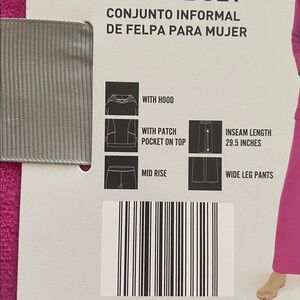 CONJUNTO INFORMAL
DE FELPA PARA MUJER
WITH HOOD
WITH PATCH
POCKET ON TOP
INSEAM LENGTH
29.5 INCHES
MID RISE
WIDE LEG PANTS